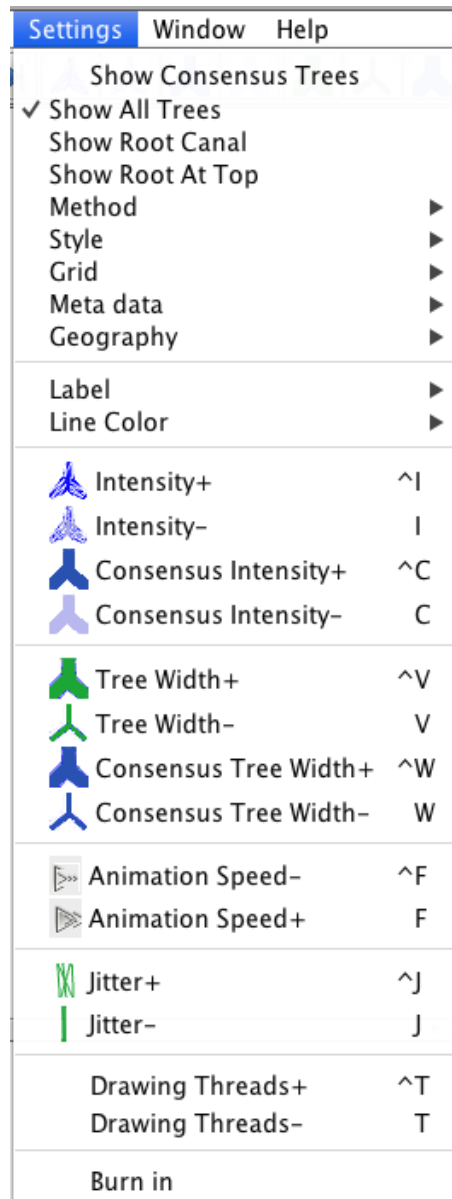 Settings Window Help
Show Consensus Trees
✓ Show All Trees
Show Root Canal
Show Root At Top
Method ▶
Style ▶
Grid ▶
Meta data ▶
Geography ▶
Label ▶
Line Color ▶
Intensity+ ^I
Intensity- I
Consensus Intensity+ ^C
Consensus Intensity- C
Tree Width+ ^V
Tree Width- V
Consensus Tree Width+ ^W
Consensus Tree Width- W
Animation Speed- ^F
Animation Speed+ F
Jitter+ ^J
Jitter- J
Drawing Threads+ ^T
Drawing Threads- T
Burn in